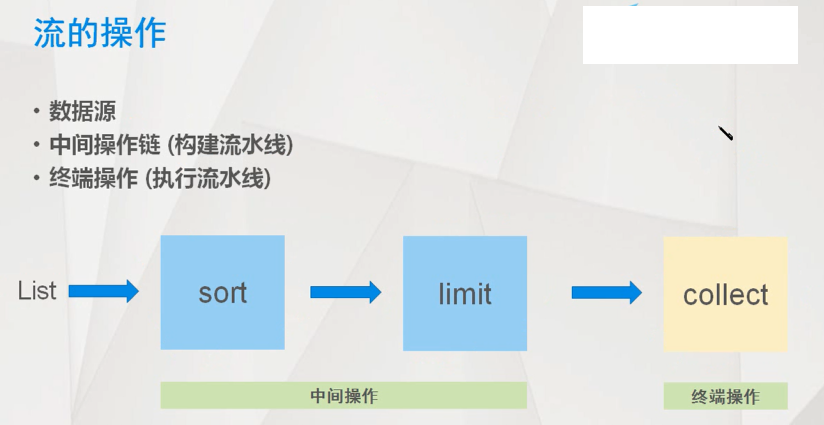 流的操作
• 数据源
• 中间操作链 (构建流水线)
• 终端操作 (执行流水线)
List
sort
limit
collect
中间操作
终端操作